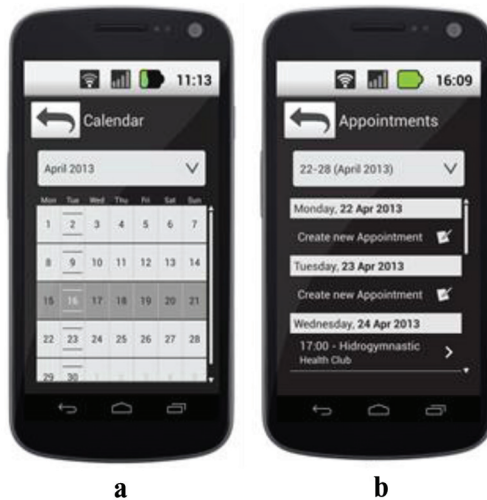 11:13
Calendar
April 2013
Mon Tue Wed Thu Fri Sat Sun
1 2 3 4 5 6 7
8 9 10 11 12 13 14
15 16 17 18 19 20 21
22 23 24 25 26 27 28
29 30
a
16:09
Appointments
22-28 (April 2013)
Monday, 22 Apr 2013
Create new Appointment
Tuesday, 23 Apr 2013
Create new Appointment
Wednesday, 24 Apr 2013
17:00 - Hidrogymnastic
Health Club
b